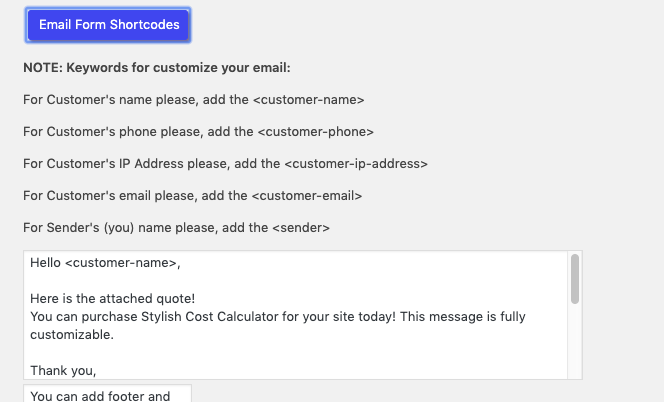 Email Form Shortcodes
NOTE: Keywords for customize your email:
For Customer's name please, add the <customer-name>
For Customer's phone please, add the <customer-phone>
For Customer's IP Address please, add the <customer-ip-address>
For Customer's email please, add the <customer-email>
For Sender's (you) name please, add the <sender>
Hello <customer-name>,
Here is the attached quote!
You can purchase Stylish Cost Calculator for your site today! This message is fully
customizable.
Thank you,
You can add footer and